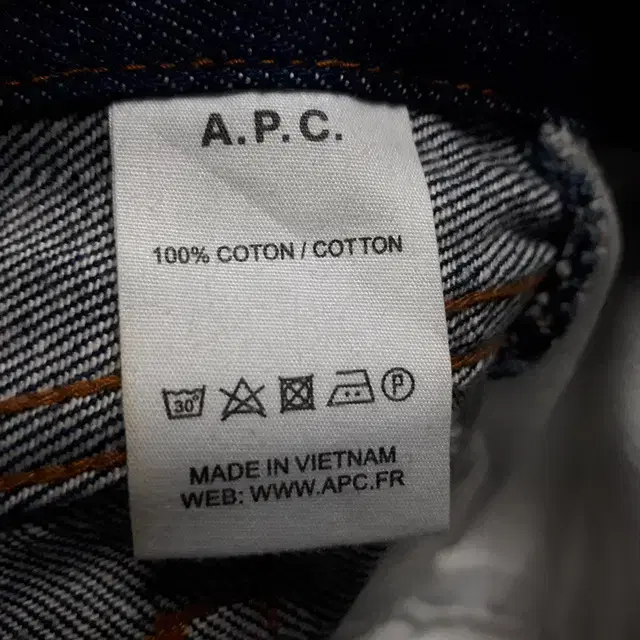 A.P.C.
100% COTON / COTTON
30° P
MADE IN VIETNAM
WEB: WWW.APC.FR